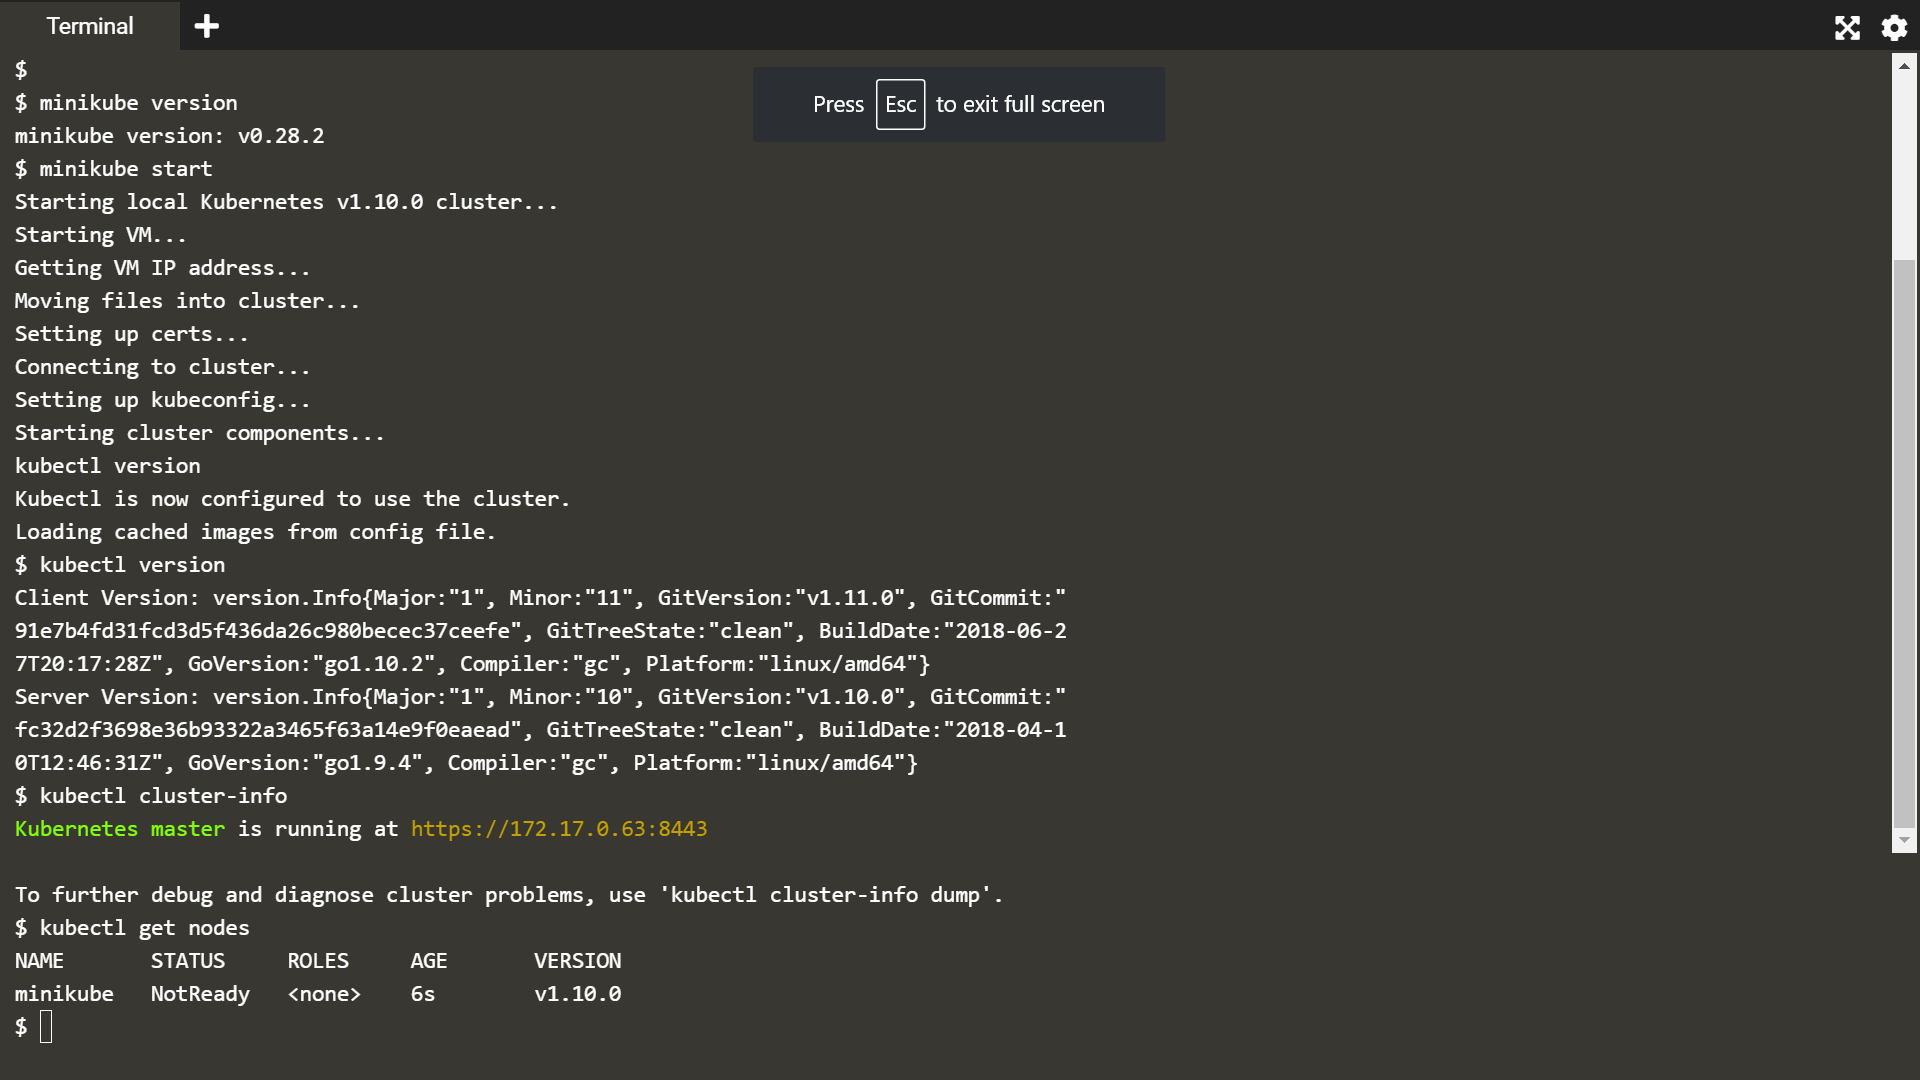 Terminal
$
$ minikube version
Press Esc to exit full screen
minikube version: v0.28.2
$ minikube start
Starting local Kubernetes v1.10.0 cluster...
Starting VM...
Getting VM IP address...
Moving files into cluster...
Setting up certs...
Connecting to cluster...
Setting up kubeconfig...
Starting cluster components...
kubectl version
Kubectl is now configured to use the cluster.
Loading cached images from config file.
$ kubectl version
Client Version: version.Info{Major:"1", Minor:"11", GitVersion:"v1.11.0", GitCommit:"
91e7b4fd31fcd3d5f436da26c980becec37ceefe", GitTreeState:"clean", BuildDate:"2018-06-2
7T20:17:28Z", GoVersion:"go1.10.2", Compiler:"gc", Platform:"linux/amd64"}
Server Version: version.Info{Major:"1", Minor:"10", GitVersion:"v1.10.0", GitCommit:"
fc32d2f3698e36b93322a3465f63a14e9f0eaead", GitTreeState:"clean", BuildDate:"2018-04-1
0T12:46:31Z", GoVersion:"go1.9.4", Compiler:"gc", Platform:"linux/amd64"}
$ kubectl cluster-info
Kubernetes master is running at https://172.17.0.63:8443
To further debug and diagnose cluster problems, use 'kubectl cluster-info dump'.
$ kubectl get nodes
NAME STATUS ROLES AGE VERSION
minikube NotReady <none> 6s v1.10.0
$